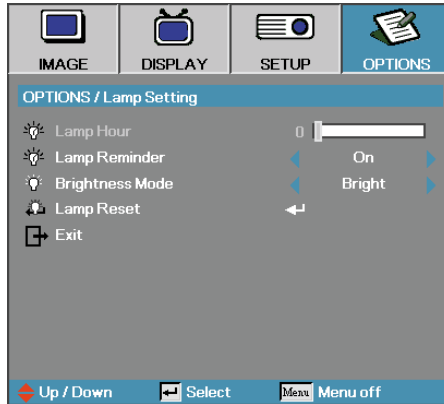 IMAGE DISPLAY SETUP OPTIONS
OPTIONS / Lamp Setting
Lamp Hour 0
Lamp Reminder On
Brightness Mode Bright
Lamp Reset
Exit
Up / Down Select Menu Menu off